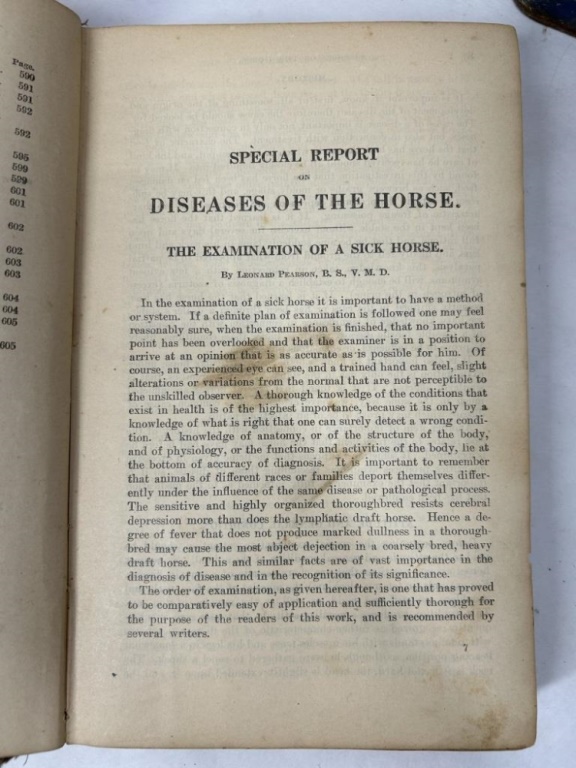 Page.
590
591
591
592
592
595
599
599
601
601
602
602
603
603
604
604
605
605
SPECIAL REPORT
ON
DISEASES OF THE HORSE.
THE EXAMINATION OF A SICK HORSE.
By Leonard Pearson, B. S., V. M. D.
In the examination of a sick horse it is important to have a method
or system. If a definite plan of examination is followed one may feel
reasonably sure, when the examination is finished, that no important
point has been overlooked and that the examiner is in a position to
arrive at an opinion that is as accurate as is possible for him. Of
course, an experienced eye can see, and a trained hand can feel, slight
alterations or variations from the normal that are not perceptible to
the unskilled observer. A thorough knowledge of the conditions that
exist in health is of the highest importance, because it is only by a
knowledge of what is right that one can surely detect a wrong condi-
tion. A knowledge of anatomy, or of the structure of the body,
and of physiology, or the functions and activities of the body, lie at
the bottom of accuracy of diagnosis. It is important to remember
that animals of different races or families deport themselves differ-
ently under the influence of the same disease or pathological process.
The sensitive and highly organized thoroughbred resists cerebral
depression more than does the lymphatic draft horse. Hence a de-
gree of fever that does not produce marked dullness in a thorough-
bred may cause the most abject dejection in a coarsely bred, heavy
draft horse. This and similar facts are of vast importance in the
diagnosis of disease and in the recognition of its significance.
The order of examination, as given hereafter, is one that has proved
to be comparatively easy of application and sufficiently thorough for
the purpose of the readers of this work, and is recommended by
several writers.
7